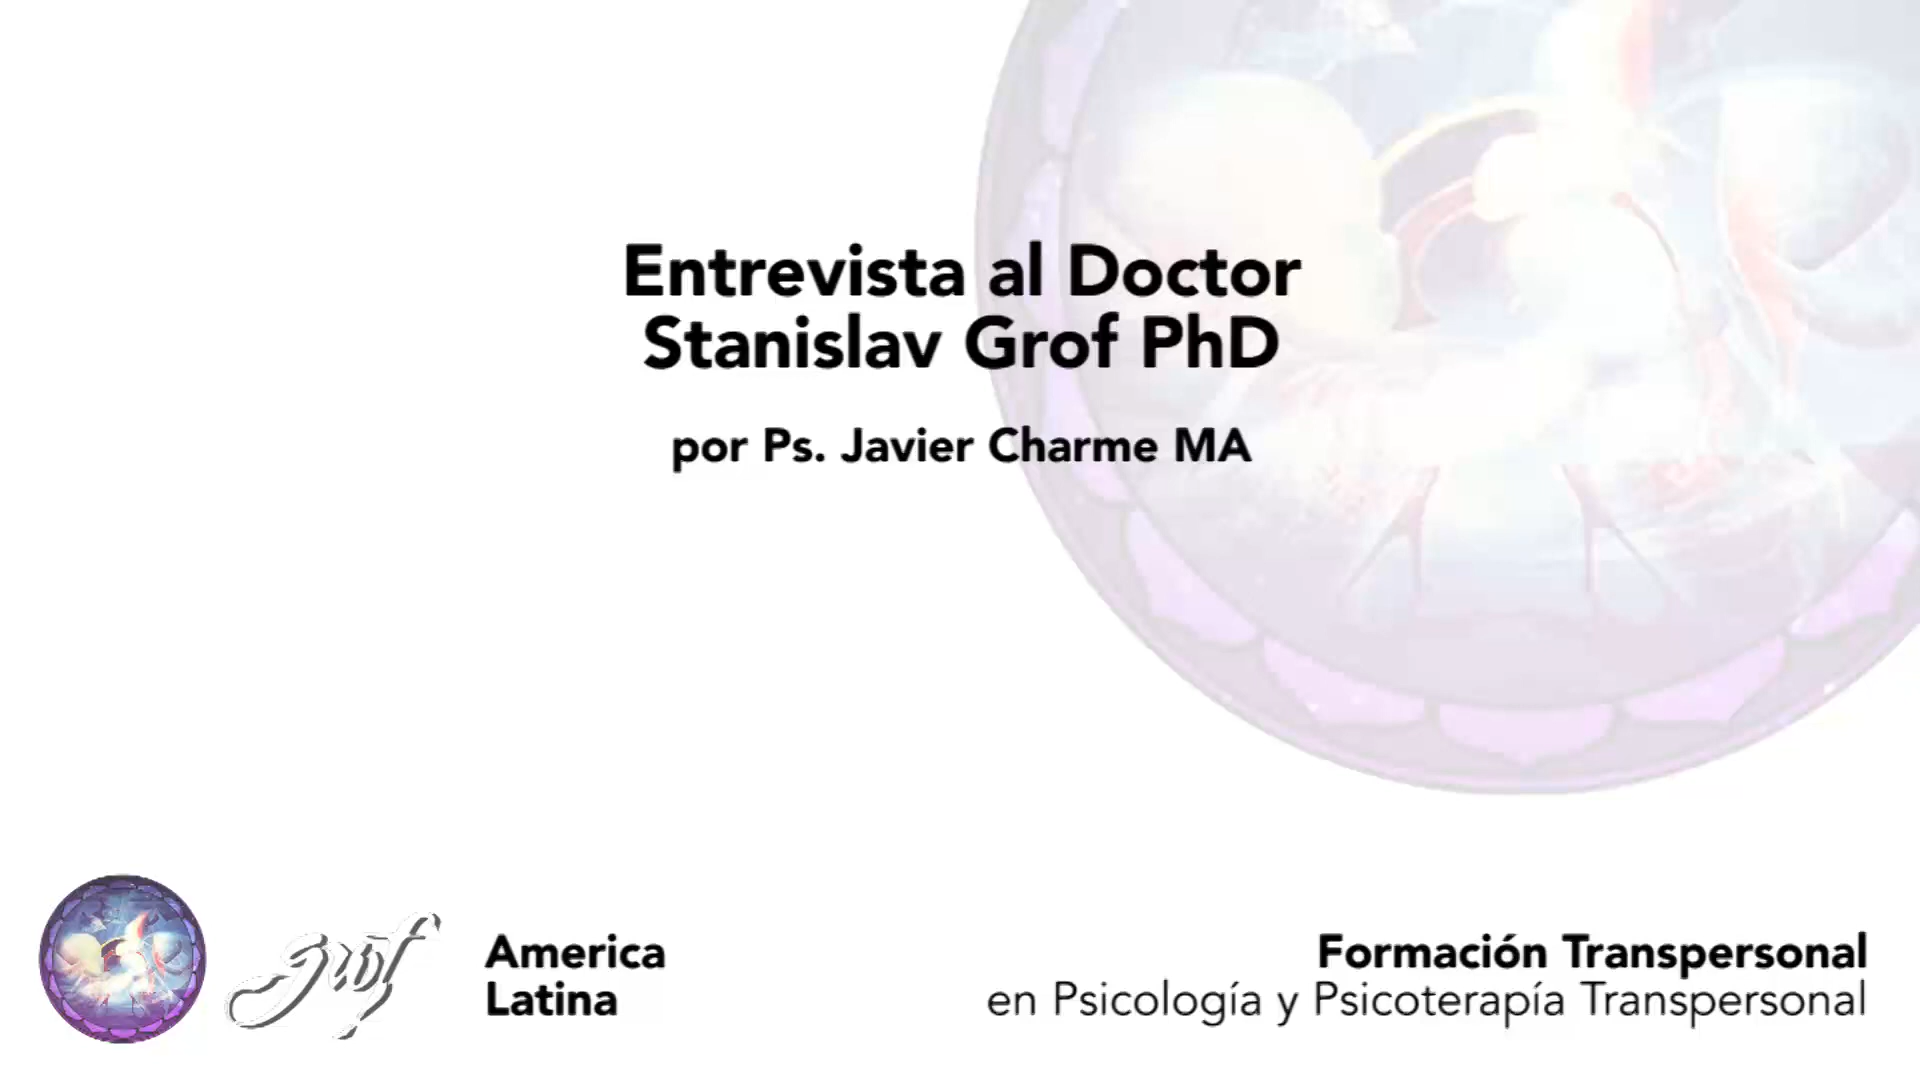 Entrevista al Doctor
Stanislav Grof PhD
por Ps. Javier Charme MA
grof
America
Latina
Formación Transpersonal
en Psicología y Psicoterapía Transpersonal